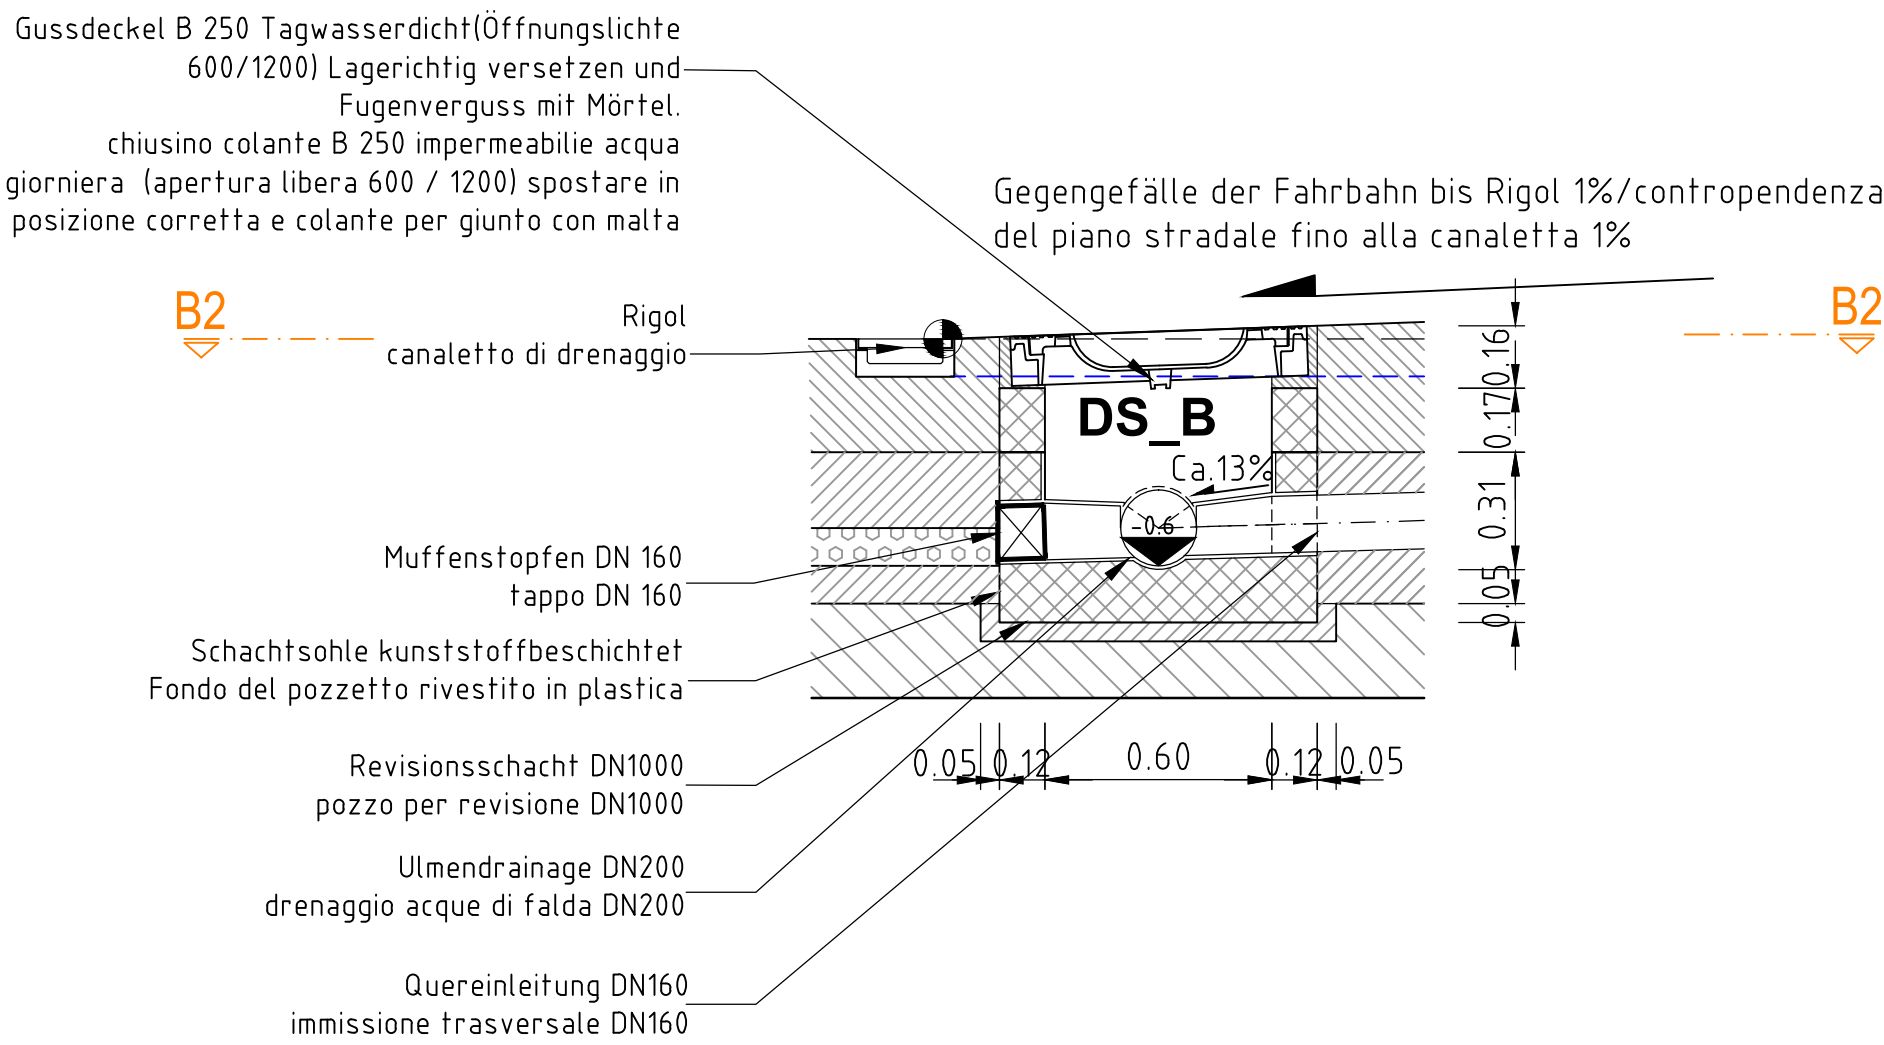 Gussdeckel B 250 Tagwasserdicht(Öffnungslichte
600/1200) Lagerichtig versetzen und
Fugenverguss mit Mörtel.
chiusino colante B 250 impermeabilie acqua
giorniera (apertura libera 600 / 1200) spostare in
posizione corretta e colante per giunto con malta
Gegengefälle der Fahrbahn bis Rigol 1%/contropendenza
del piano stradale fino alla canaletta 1%
B2
B2
Rigol
canaletto di drenaggio
DS_B
Ca.13%
-0.6
0.16
0.17
0.31
0.05
Muffenstopfen DN 160
tappo DN 160
Schachtsohle kunststoffbeschichtet
Fondo del pozzetto rivestito in plastica
0.05 0.12 0.60 0.12 0.05
Revisionsschacht DN1000
pozzo per revisione DN1000
Ulmendrainage DN200
drenaggio acque di falda DN200
Quereinleitung DN160
immissione trasversale DN160